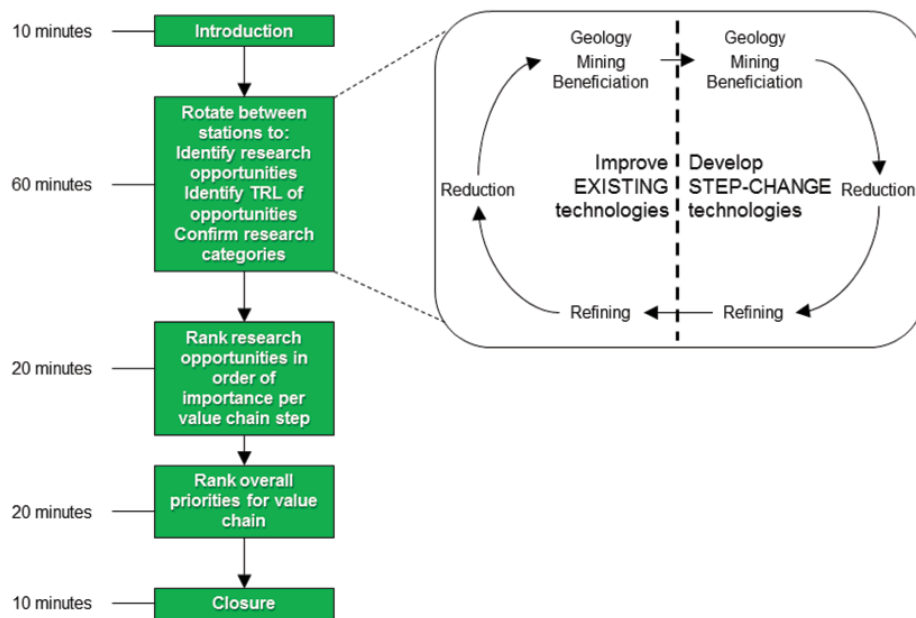 10 minutes
Introduction
60 minutes
Rotate between
stations to:
Identify research
opportunities
Identify TRL of
opportunities
Confirm research
categories
20 minutes
Rank research
opportunities in
order of
importance per
value chain step
20 minutes
Rank overall
priorities for value
chain
10 minutes
Closure
Geology
Mining
Beneficiation
Geology
Mining
Beneficiation
Reduction
Improve
EXISTING
technologies
Develop
STEP-CHANGE
technologies
Reduction
Refining
Refining